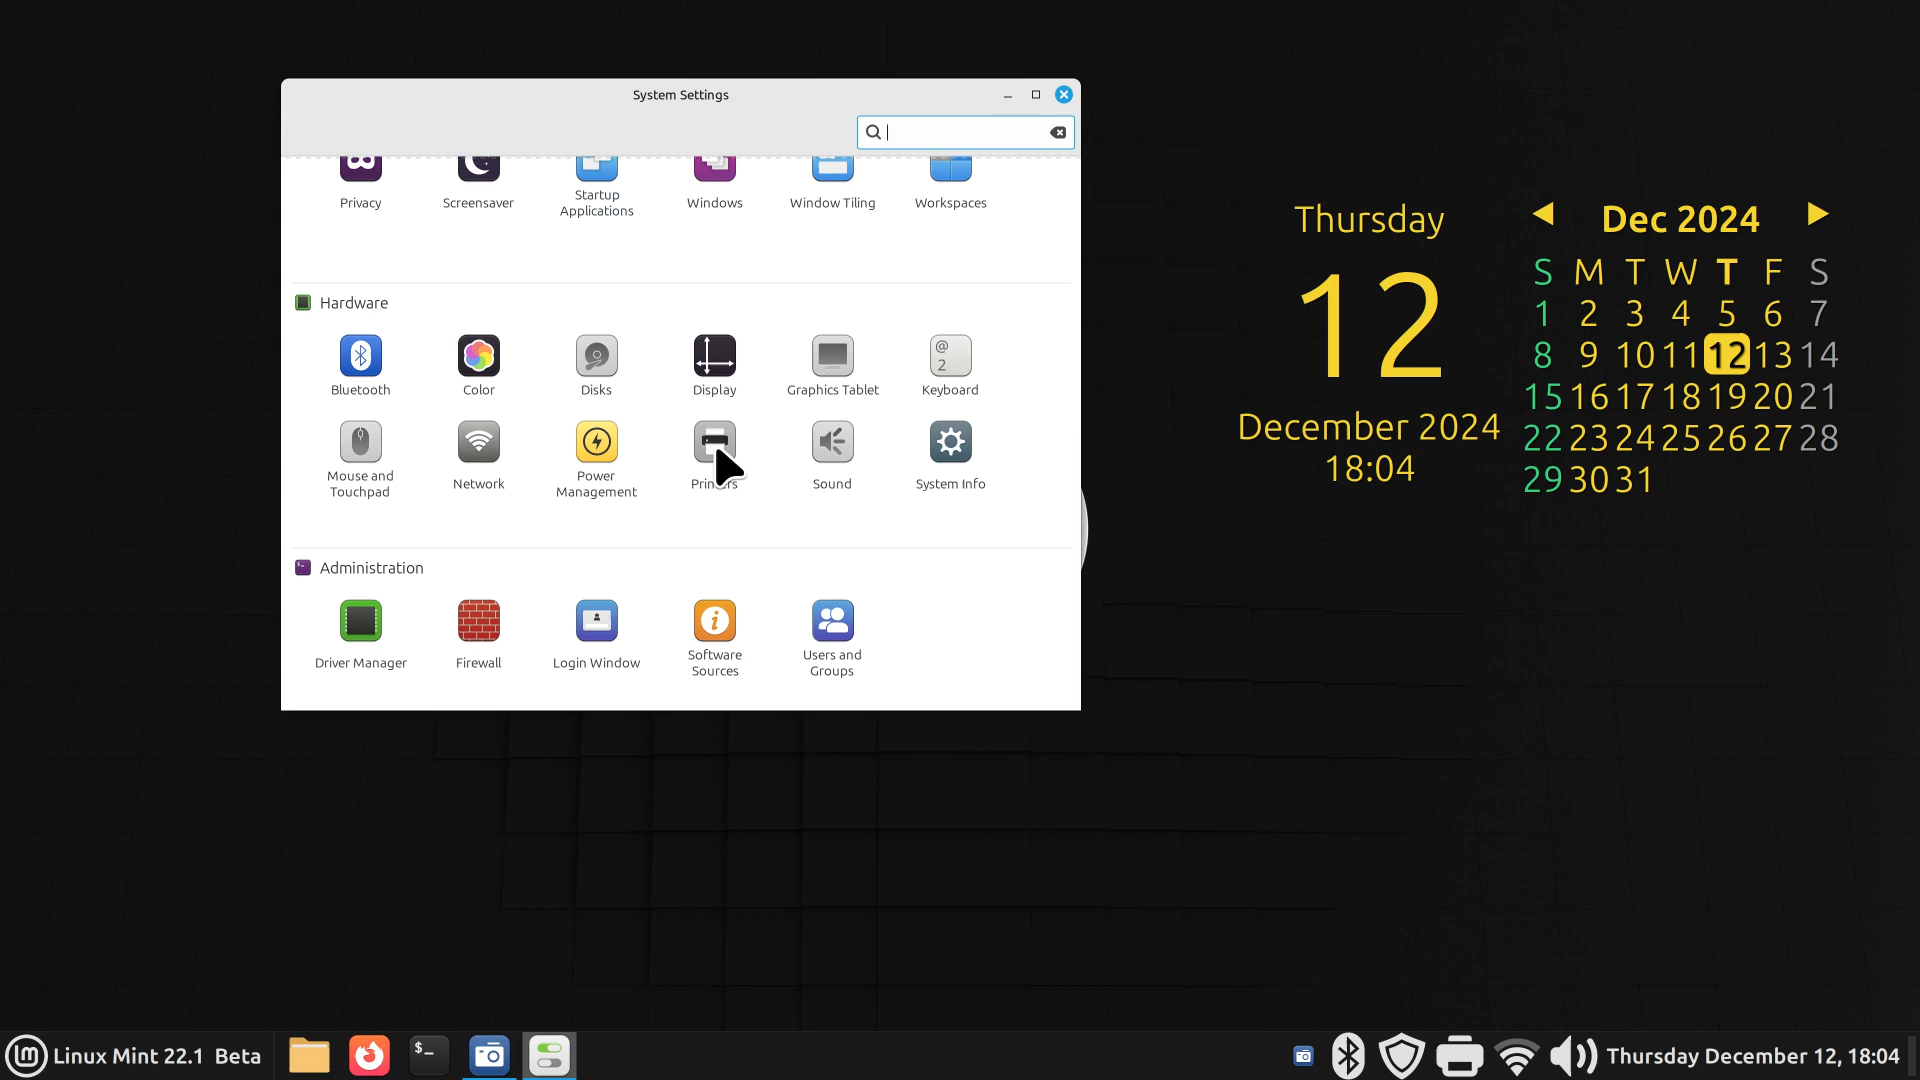 System Settings
Privacy
Screensaver
Startup
Applications
Windows
Window Tiling
Workspaces
Hardware
Bluetooth
Color
Disks
Display
Graphics Tablet
@
2
Keyboard
Mouse and
Touchpad
Network
Power
Management
Printers
Sound
System Info
Administration
Driver Manager
Firewall
Login Window
Software
Sources
Users and
Groups
Thursday
12
December 2024
18:04
Dec 2024
S M T W T F S
1 2 3 4 5 6 7
8 9 10 11 12 13 14
15 16 17 18 19 20 21
22 23 24 25 26 27 28
29 30 31
Linux Mint 22.1 Beta
$-
Thursday December 12, 18:04